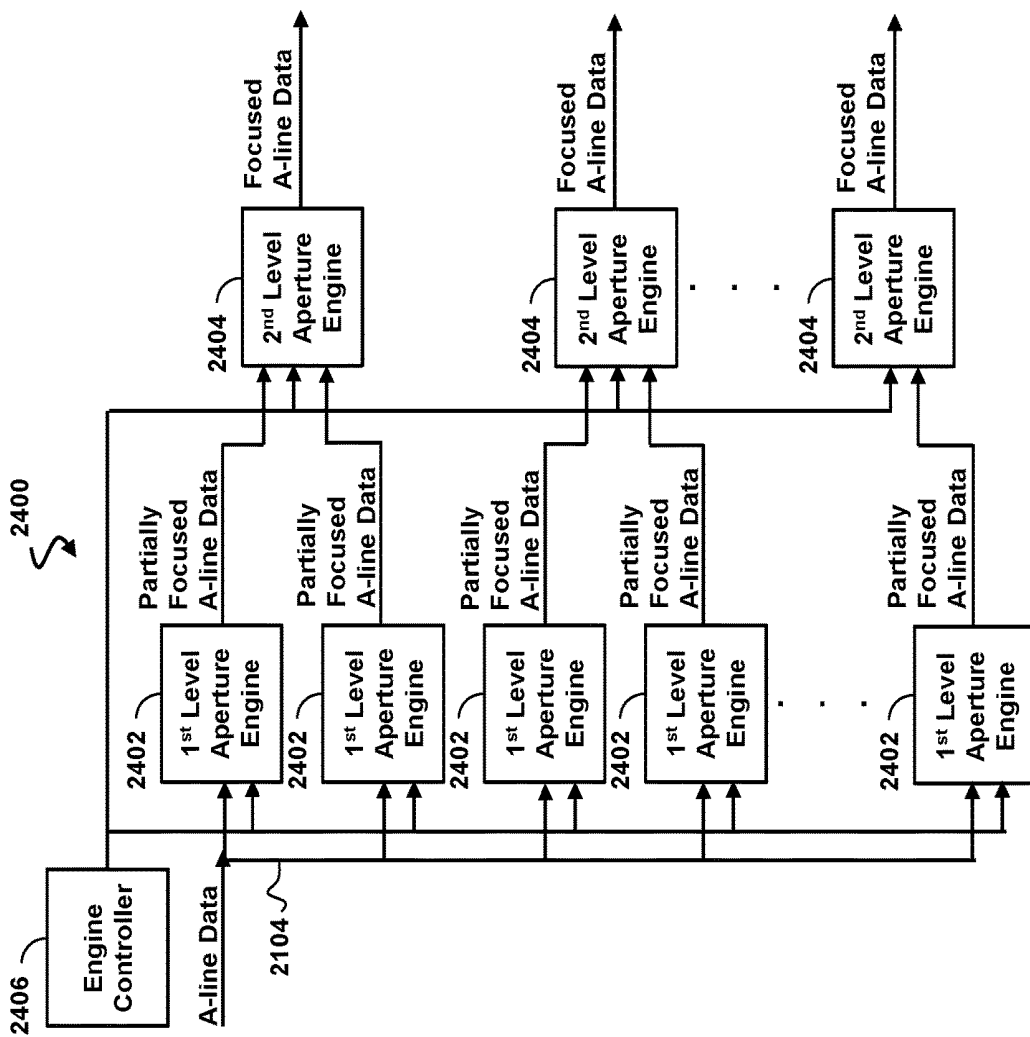 2400
2406
Engine
Controller
A-line Data
2104
2402
1st Level
Aperture
Engine
Partially
Focused
A-line Data
2402
1st Level
Aperture
Engine
Partially
Focused
A-line Data
2402
1st Level
Aperture
Engine
Partially
Focused
A-line Data
2402
1st Level
Aperture
Engine
Partially
Focused
A-line Data
2402
1st Level
Aperture
Engine
Partially
Focused
A-line Data
2404
2nd Level
Aperture
Engine
Focused
A-line Data
2404
2nd Level
Aperture
Engine
Focused
A-line Data
2404
2nd Level
Aperture
Engine
Focused
A-line Data